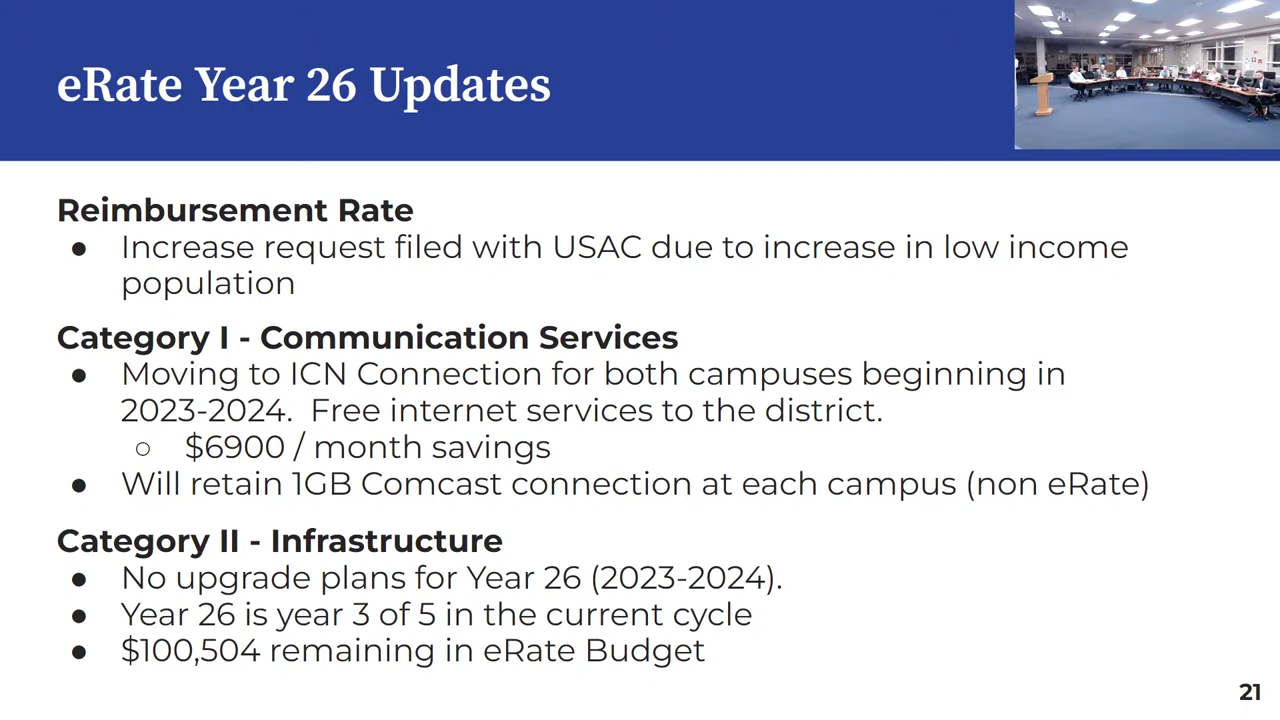 eRate Year 26 Updates
Reimbursement Rate
● Increase request filed with USAC due to increase in low income
population
Category I - Communication Services
● Moving to ICN Connection for both campuses beginning in
2023-2024.  Free internet services to the district.
○ $6900 / month savings
● Will retain 1GB Comcast connection at each campus (non eRate)
Category II - Infrastructure
● No upgrade plans for Year 26 (2023-2024).
● Year 26 is year 3 of 5 in the current cycle
● $100,504 remaining in eRate Budget
21